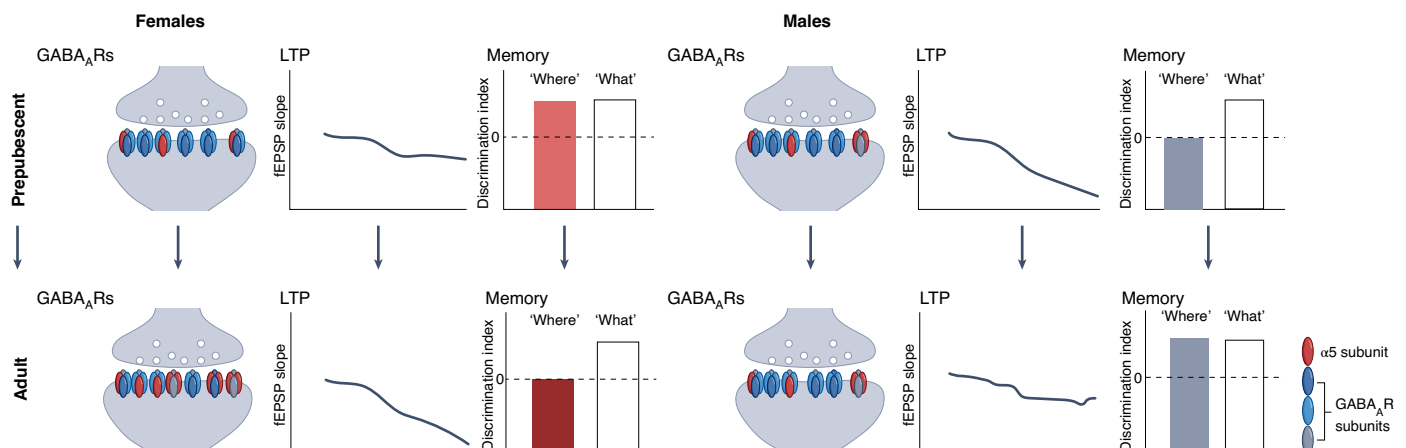 Females
Males
Prepubescent
GABAARs
LTP
fEPSP slope
Memory
Discrimination index
'Where' 'What'
0
GABAARs
LTP
fEPSP slope
Memory
Discrimination index
'Where' 'What'
0
Adult
GABAARs
LTP
fEPSP slope
Memory
Discrimination index
'Where' 'What'
0
GABAARs
LTP
fEPSP slope
Memory
Discrimination index
'Where' 'What'
0
α5 subunit
GABAAR
subunits